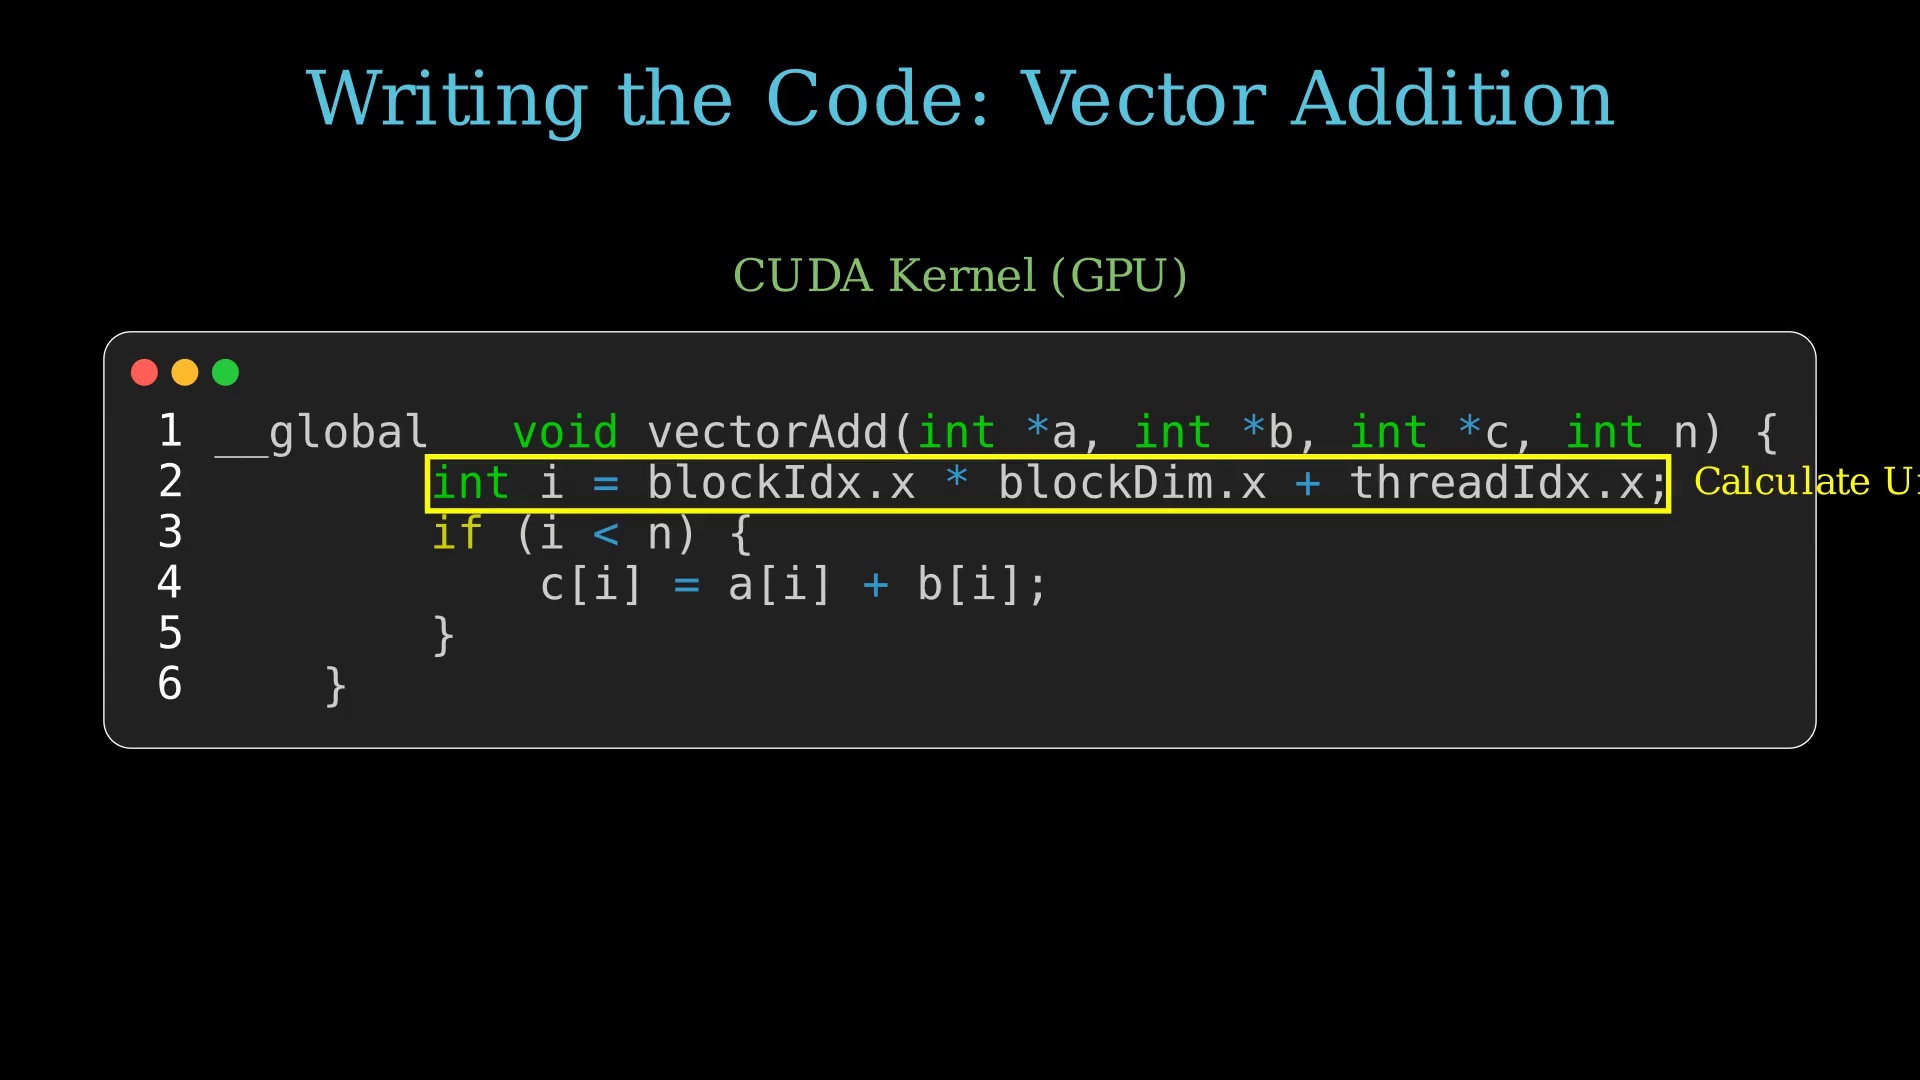 Writing the Code: Vector Addition
CUDA Kernel (GPU)
1 __global   void vectorAdd(int *a, int *b, int *c, int n) {
2         int i = blockIdx.x * blockDim.x + threadIdx.x; Calculate
3         if (i < n) {
4             c[i] = a[i] + b[i];
5         }
6     }